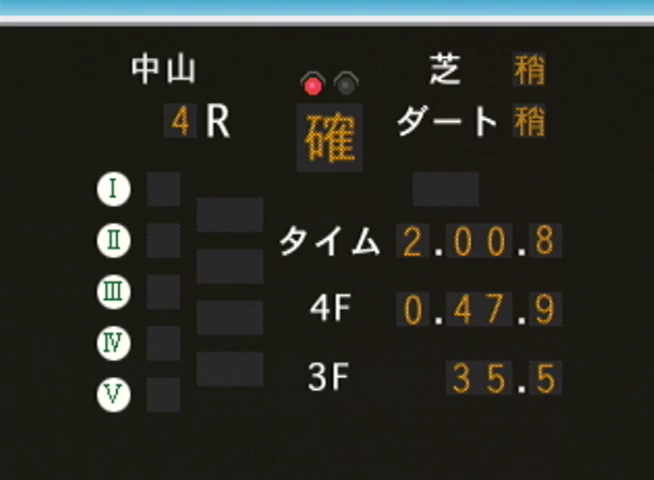 中山
4 R
確
芝 稍
ダート 稍
Ⅰ
Ⅱ
Ⅲ
Ⅳ
Ⅴ
タイム 2.00.8
4F 0.47.9
3F 35.5